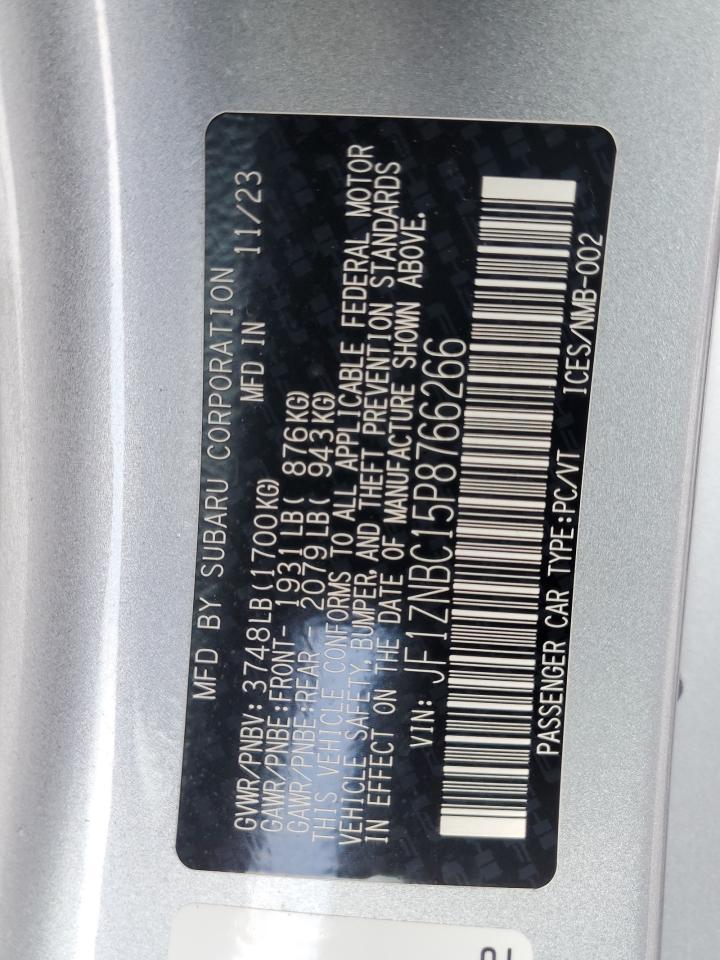 MFD BY SUBARU CORPORATION
MFD IN 11/23
GVWR/PNBV: 3748LB(1700KG)
GAWR/PNBE:FRONT- 1931LB( 876KG)
GAWR/PNBE:REAR - 2079LB( 943KG)
THIS VEHICLE CONFORMS TO ALL APPLICABLE FEDERAL MOTOR
VEHICLE SAFETY, BUMPER, AND THEFT PREVENTION STANDARDS
IN EFFECT ON THE DATE OF MANUFACTURE SHOWN ABOVE.
VIN: JF1ZNBC15P8766266
PASSENGER CAR TYPE:PC/VT ICES/NMB-002